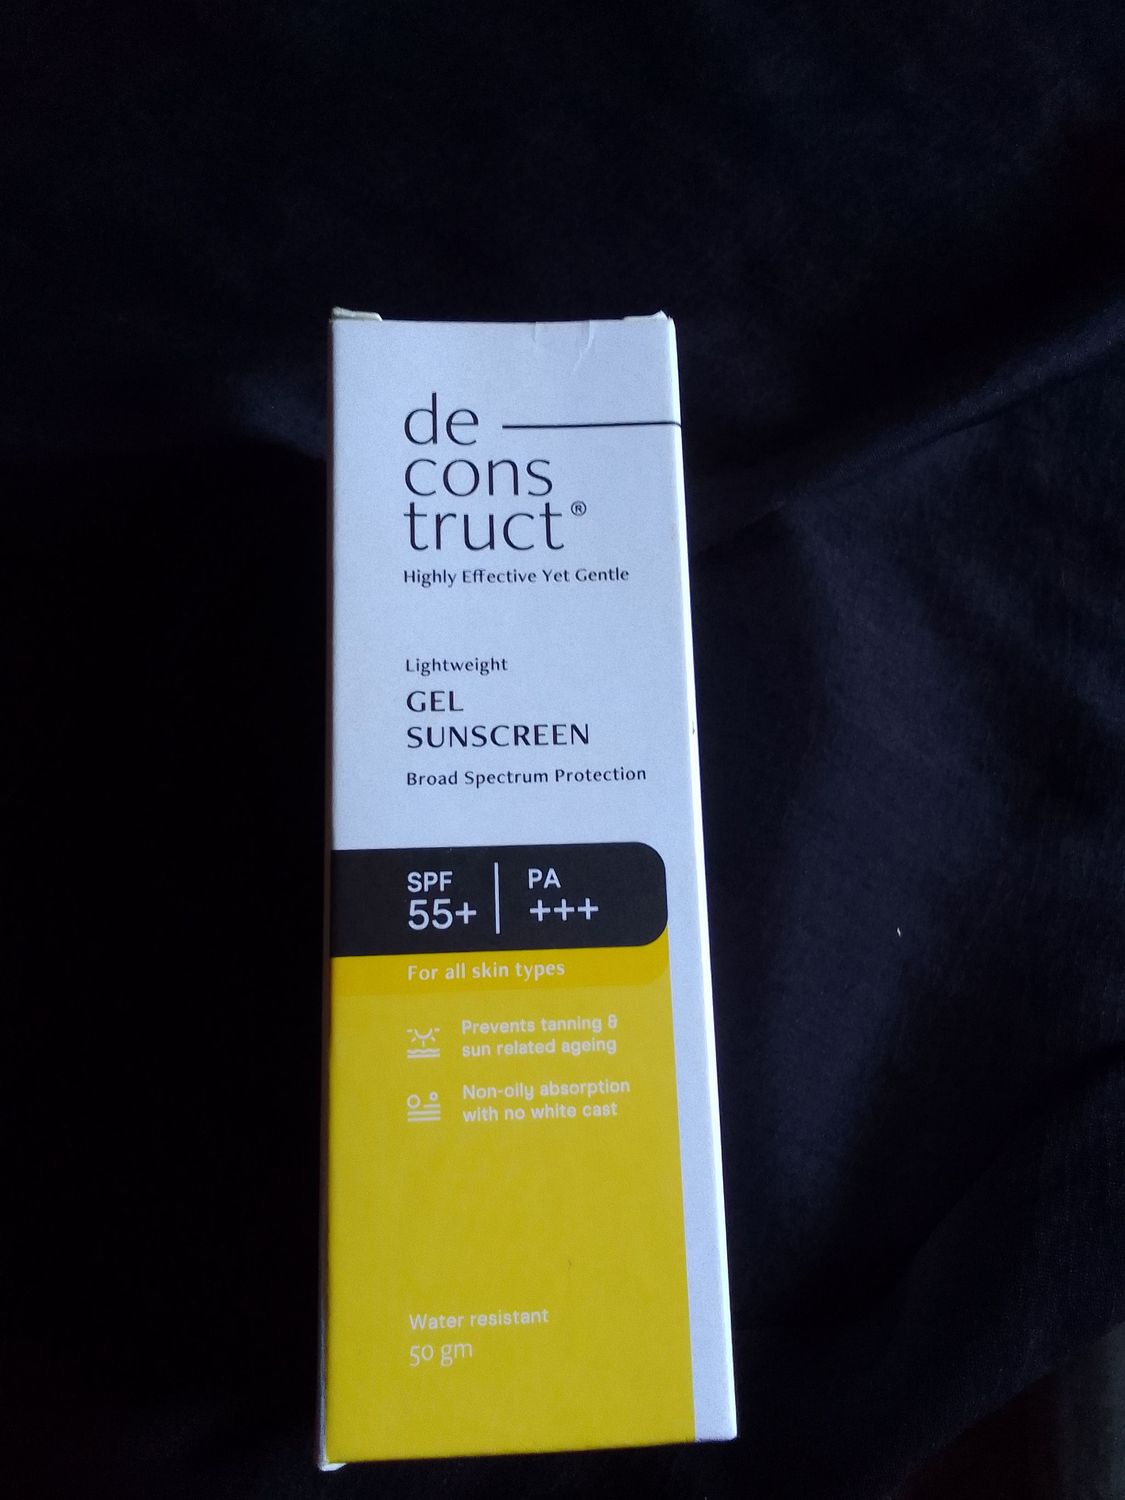 de
cons
truct®
Highly Effective Yet Gentle
Lightweight
GEL
SUNSCREEN
Broad Spectrum Protection
SPF
55+
PA
+++
For all skin types
Prevents tanning &
sun related ageing
Non-oily absorption
with no white cast
Water resistant
50 gm